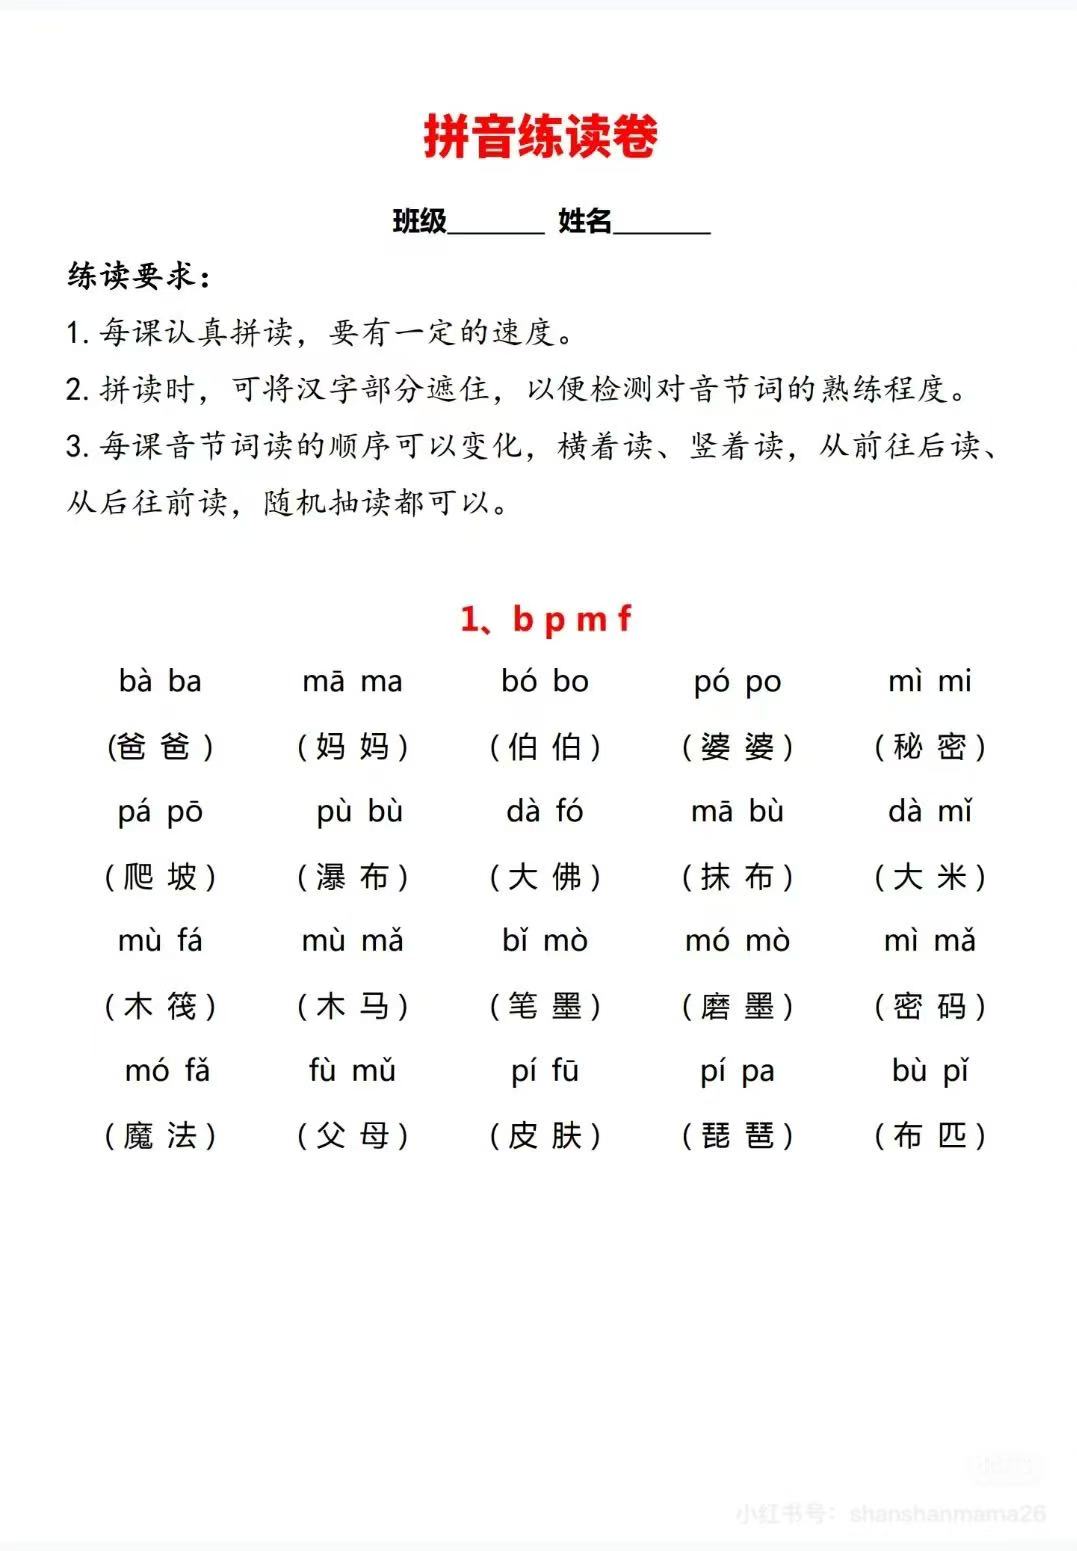 拼音练读卷
班级______ 姓名______
练读要求：
1.每课认真拼读，要有一定的速度。
2.拼读时，可将汉字部分遮住，以便检测对音节词的熟练程度。
3.每课音节词读的顺序可以变化，横着读、竖着读，从前往后读、
从后往前读，随机抽读都可以。
1、b p m f
bà ba mā ma bó bo pó po mì mi
(爸 爸) (妈 妈) (伯 伯) (婆 婆) (秘 密)
pá pō pù bù dà fó mā bù dà mǐ
(爬 坡) (瀑 布) (大 佛) (抹 布) (大 米)
mù fá mù mǎ bǐ mò mó mò mì mǎ
(木 筏) (木 马) (笔 墨) (磨 墨) (密 码)
mó fǎ fù mǔ pí fū pí pa bù pǐ
(魔 法) (父 母) (皮 肤) (琵 琶) (布 匹)
小红书号：shanshanmama26